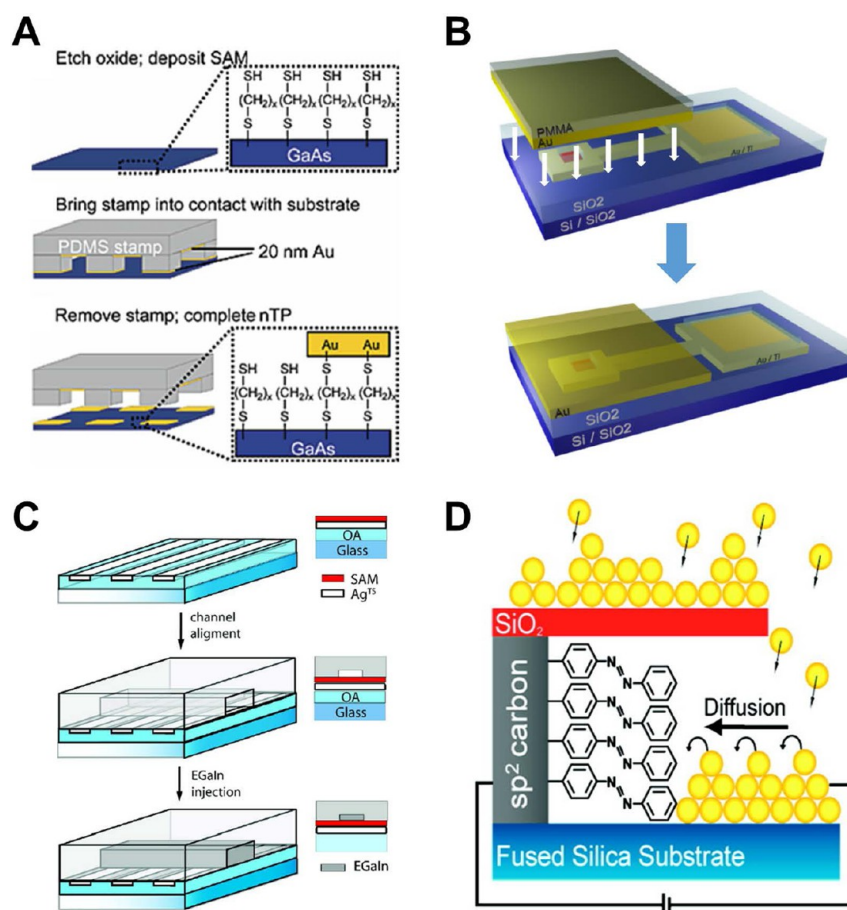 A
Etch oxide; deposit SAM
SH SH SH SH
(CH2)x (CH2)x (CH2)x (CH2)x
S S S S
GaAs
Bring stamp into contact with substrate
PDMS stamp
20 nm Au
Remove stamp; complete nTP
Au Au
SH SH S S
(CH2)x (CH2)x (CH2)x (CH2)x
S S S S
GaAs
B
PMMA
Au
Au / Ti
SiO2
Si / SiO2
Au / Ti
Au
SiO2
Si / SiO2
C
OA
Glass
SAM
AgTS
channel
aligment
OA
Glass
EGaIn
injection
EGaIn
D
SiO2
sp2 carbon
N N
N N
N N
N N
Diffusion
Fused Silica Substrate